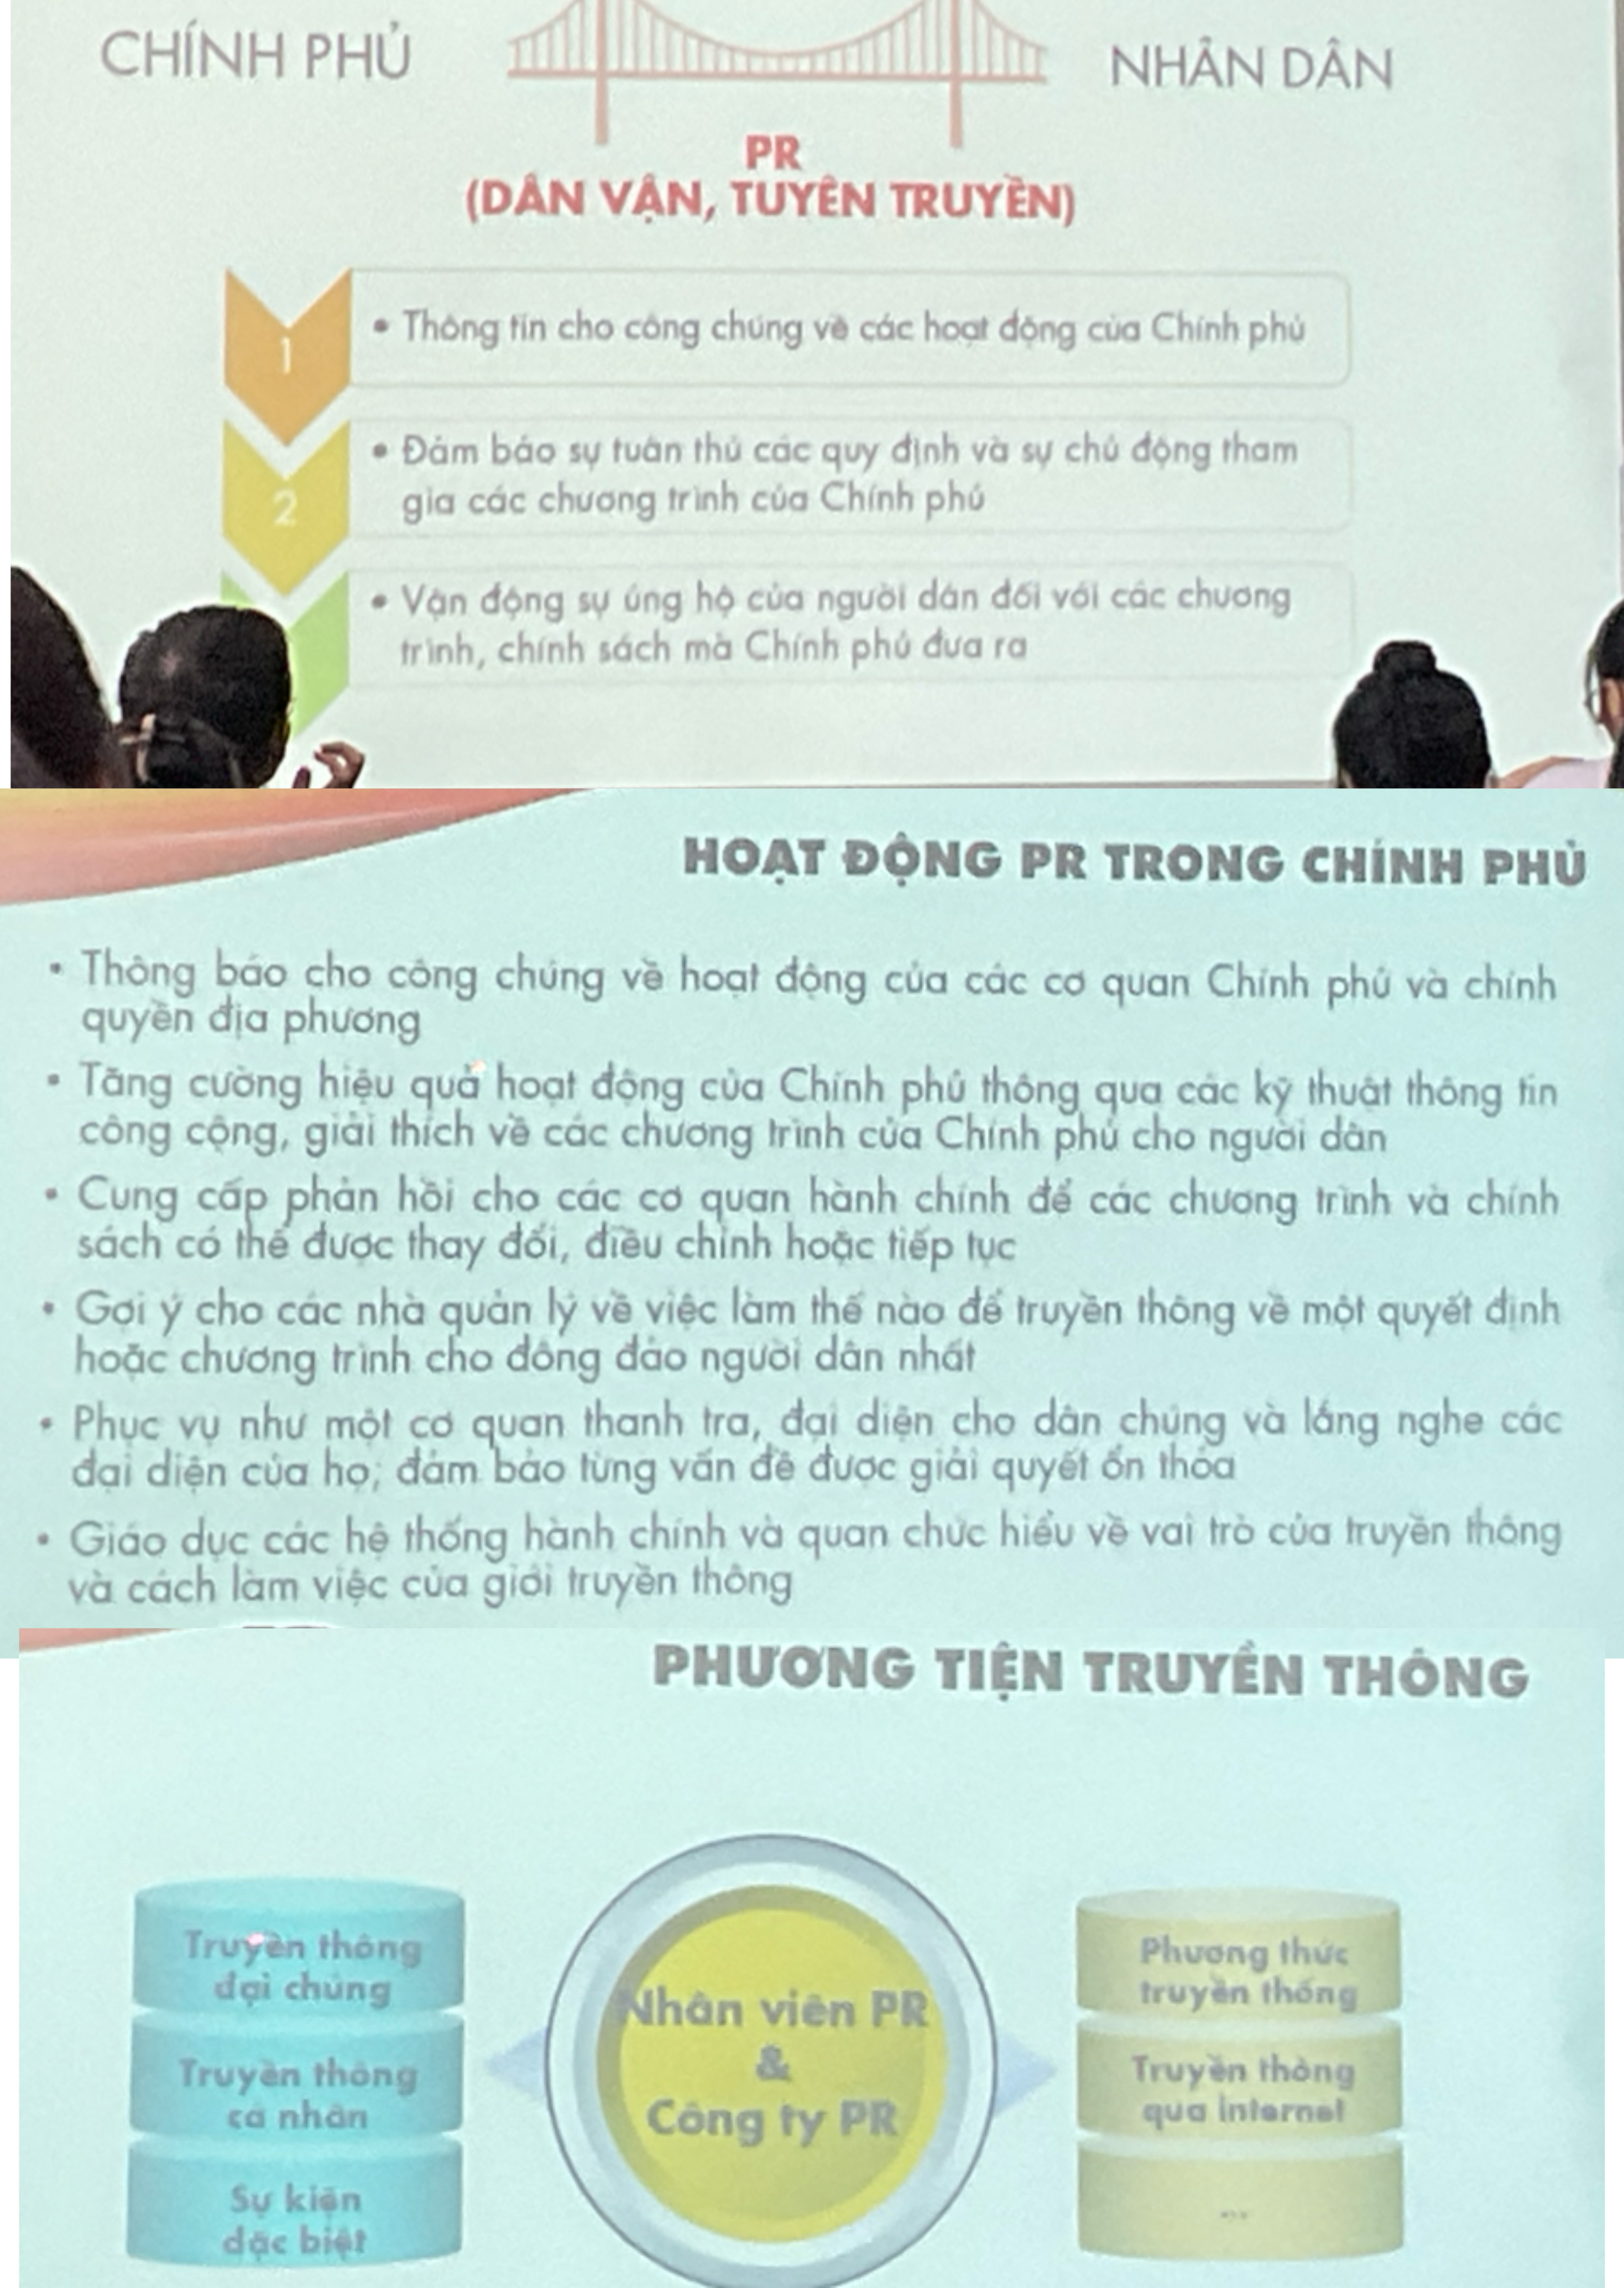 CHÍNH PHỦ
NHÂN DÂN
PR
(DÂN VẬN, TUYÊN TRUYỀN)
1
• Thông tin cho công chúng về các hoạt động của Chính phủ
2
• Đảm bảo sự tuân thủ các quy định và sự chủ động tham
gia các chương trình của Chính phủ
• Vận động sự ủng hộ của người dân đối với các chương
trình, chính sách mà Chính phủ đưa ra
HOẠT ĐỘNG PR TRONG CHÍNH PHỦ
• Thông báo cho công chúng về hoạt động của các cơ quan Chính phủ và chính
quyền địa phương
• Tăng cường hiệu quả hoạt động của Chính phủ thông qua các kỹ thuật thông tin
công cộng, giải thích về các chương trình của Chính phủ cho người dân
• Cung cấp phản hồi cho các cơ quan hành chính để các chương trình và chính
sách có thể được thay đổi, điều chỉnh hoặc tiếp tục
• Gợi ý cho các nhà quản lý về việc làm thế nào để truyền thông về một quyết định
hoặc chương trình cho đông đảo người dân nhất
• Phục vụ như một cơ quan thanh tra, đại diện cho dân chúng và lắng nghe các
đại diện của họ; đảm bảo từng vấn đề được giải quyết ổn thỏa
• Giáo dục các hệ thống hành chính và quan chức hiểu về vai trò của truyền thông
và cách làm việc của giới truyền thông
PHƯƠNG TIỆN TRUYỀN THÔNG
Truyền thông
đại chúng
Truyền thông
cá nhân
Sự kiện
đặc biệt
Nhân viên PR
&
Công ty PR
Phương thức
truyền thống
Truyền thông
qua internet
...